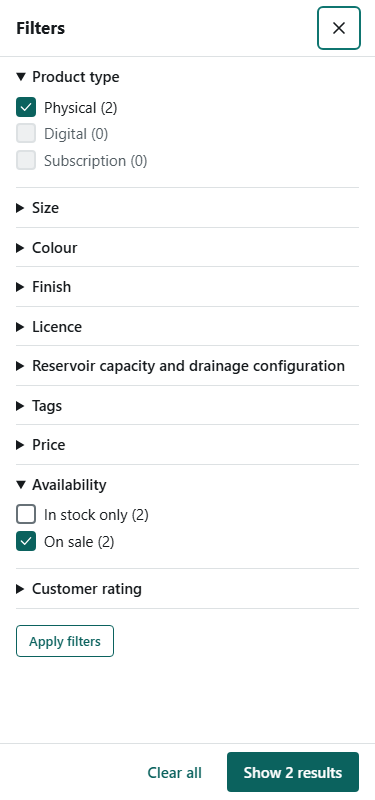 Filters
Product type
Physical (2)
Digital (0)
Subscription (0)
Size
Colour
Finish
Licence
Reservoir capacity and drainage configuration
Tags
Price
Availability
In stock only (2)
On sale (2)
Customer rating
Apply filters
Clear all
Show 2 results